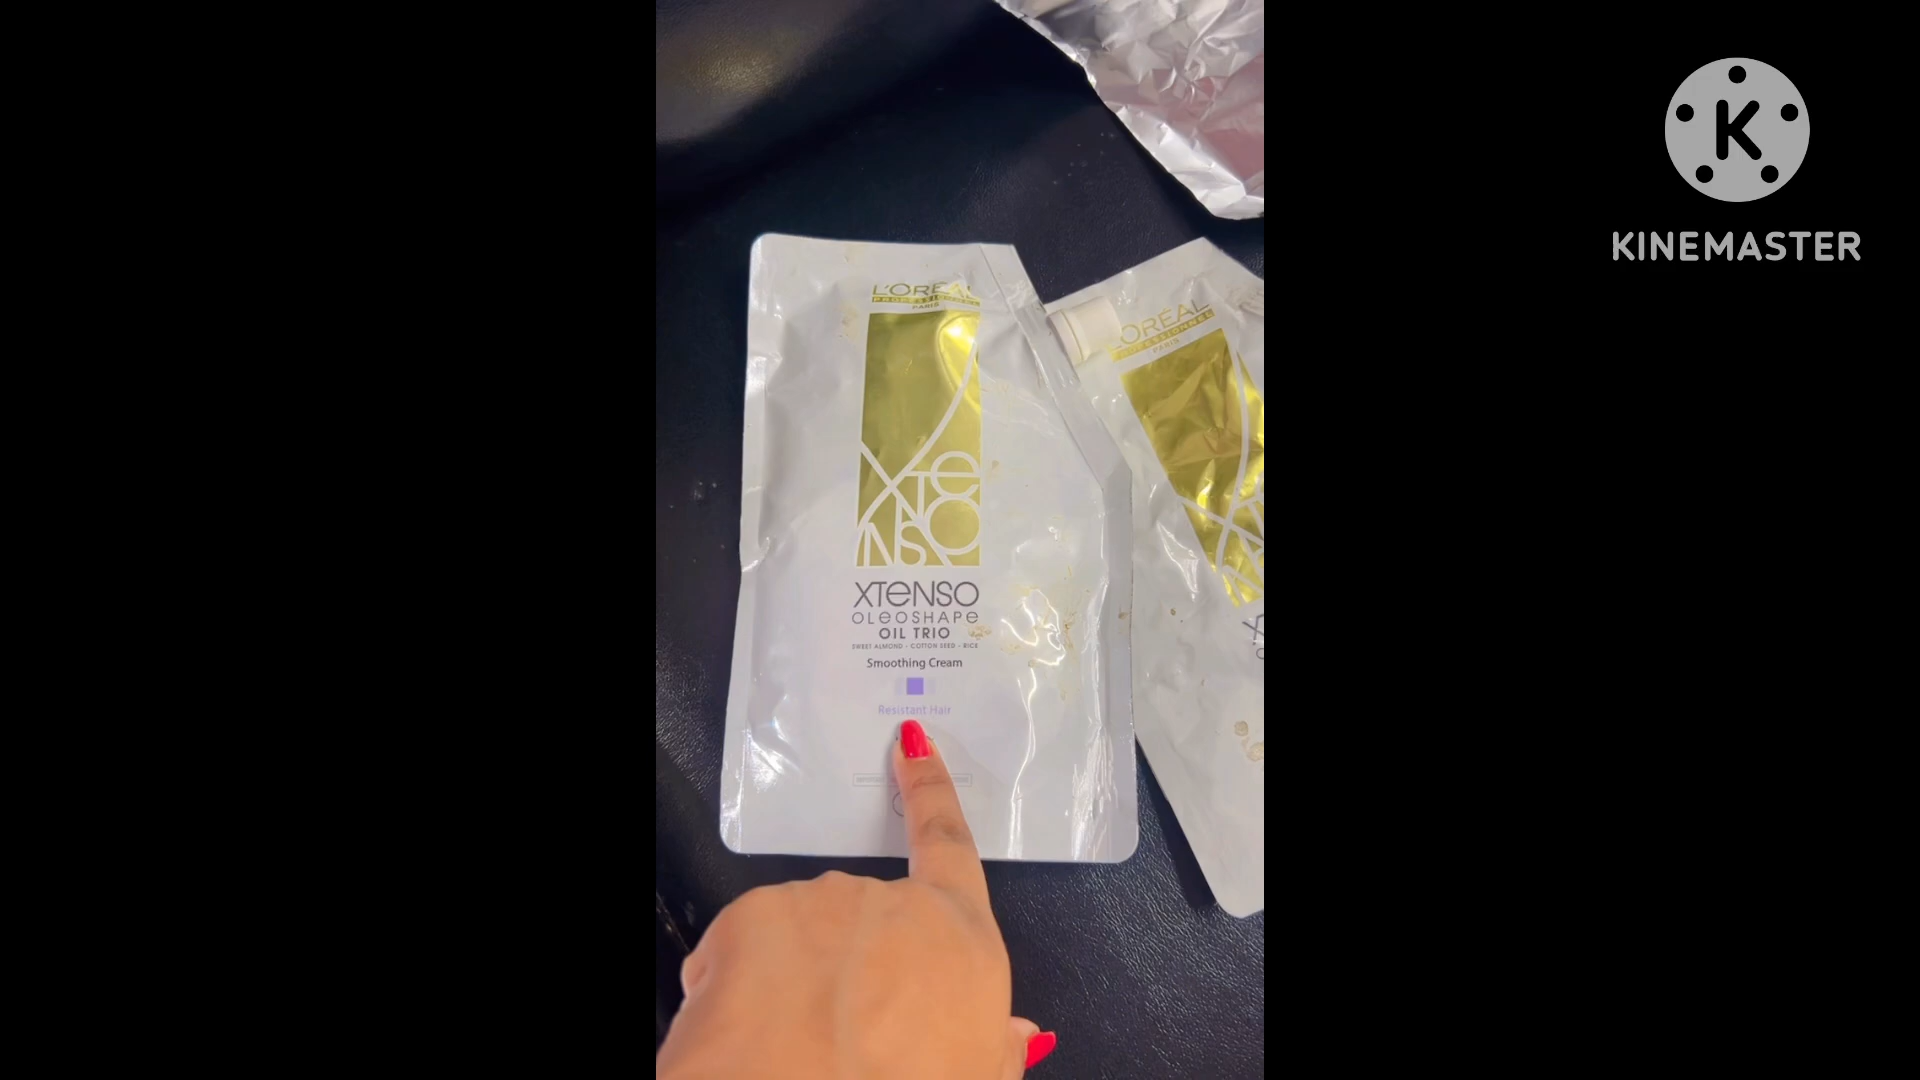 L'ORÉAL
PROFESSIONNEL
PARIS
XTENSO
XTENSO
OLEOSHAPE
OIL TRIO
SWEET ALMOND - COTTON SEED - RICE
Smoothing Cream
Resistant Hair
L'ORÉAL
PROFESSIONNEL
PARIS
K
KINEMASTER